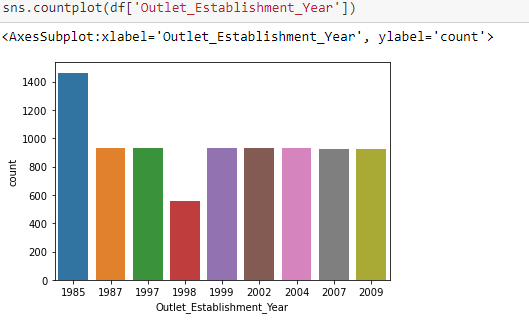 sns.countplot(df['Outlet_Establishment_Year'])
<AxesSubplot:xlabel='Outlet_Establishment_Year', ylabel='count'>
1400
1200
1000
800
600
400
200
0
count
1985 1987 1997 1998 1999 2002 2004 2007 2009
Outlet_Establishment_Year